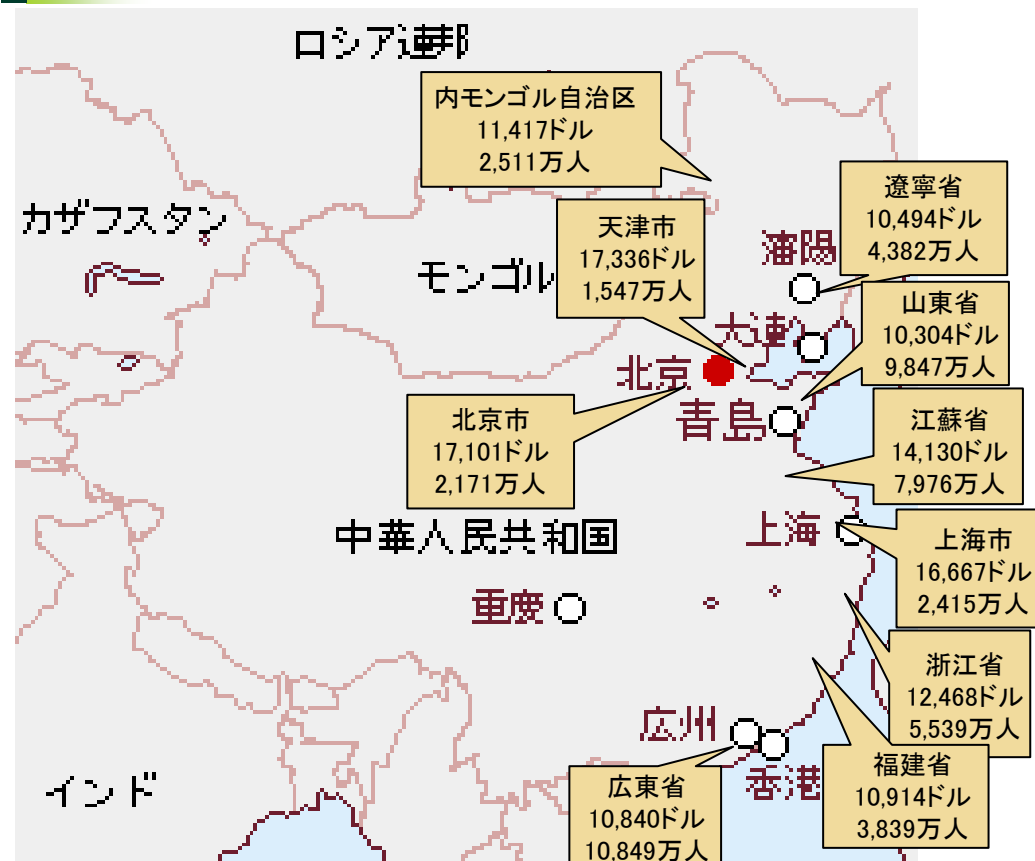 ロシア連邦
内モンゴル自治区
11,417ドル
2,511万人
カザフスタン
モンゴル
天津市
17,336ドル
1,547万人
瀋陽
遼寧省
10,494ドル
4,382万人
大連
山東省
10,304ドル
9,847万人
北京
北京市
17,101ドル
2,171万人
青島
江蘇省
14,130ドル
7,976万人
中華人民共和国
上海
上海市
16,667ドル
2,415万人
重慶
浙江省
12,468ドル
5,539万人
広州
香港
福建省
10,914ドル
3,839万人
広東省
10,840ドル
10,849万人
インド